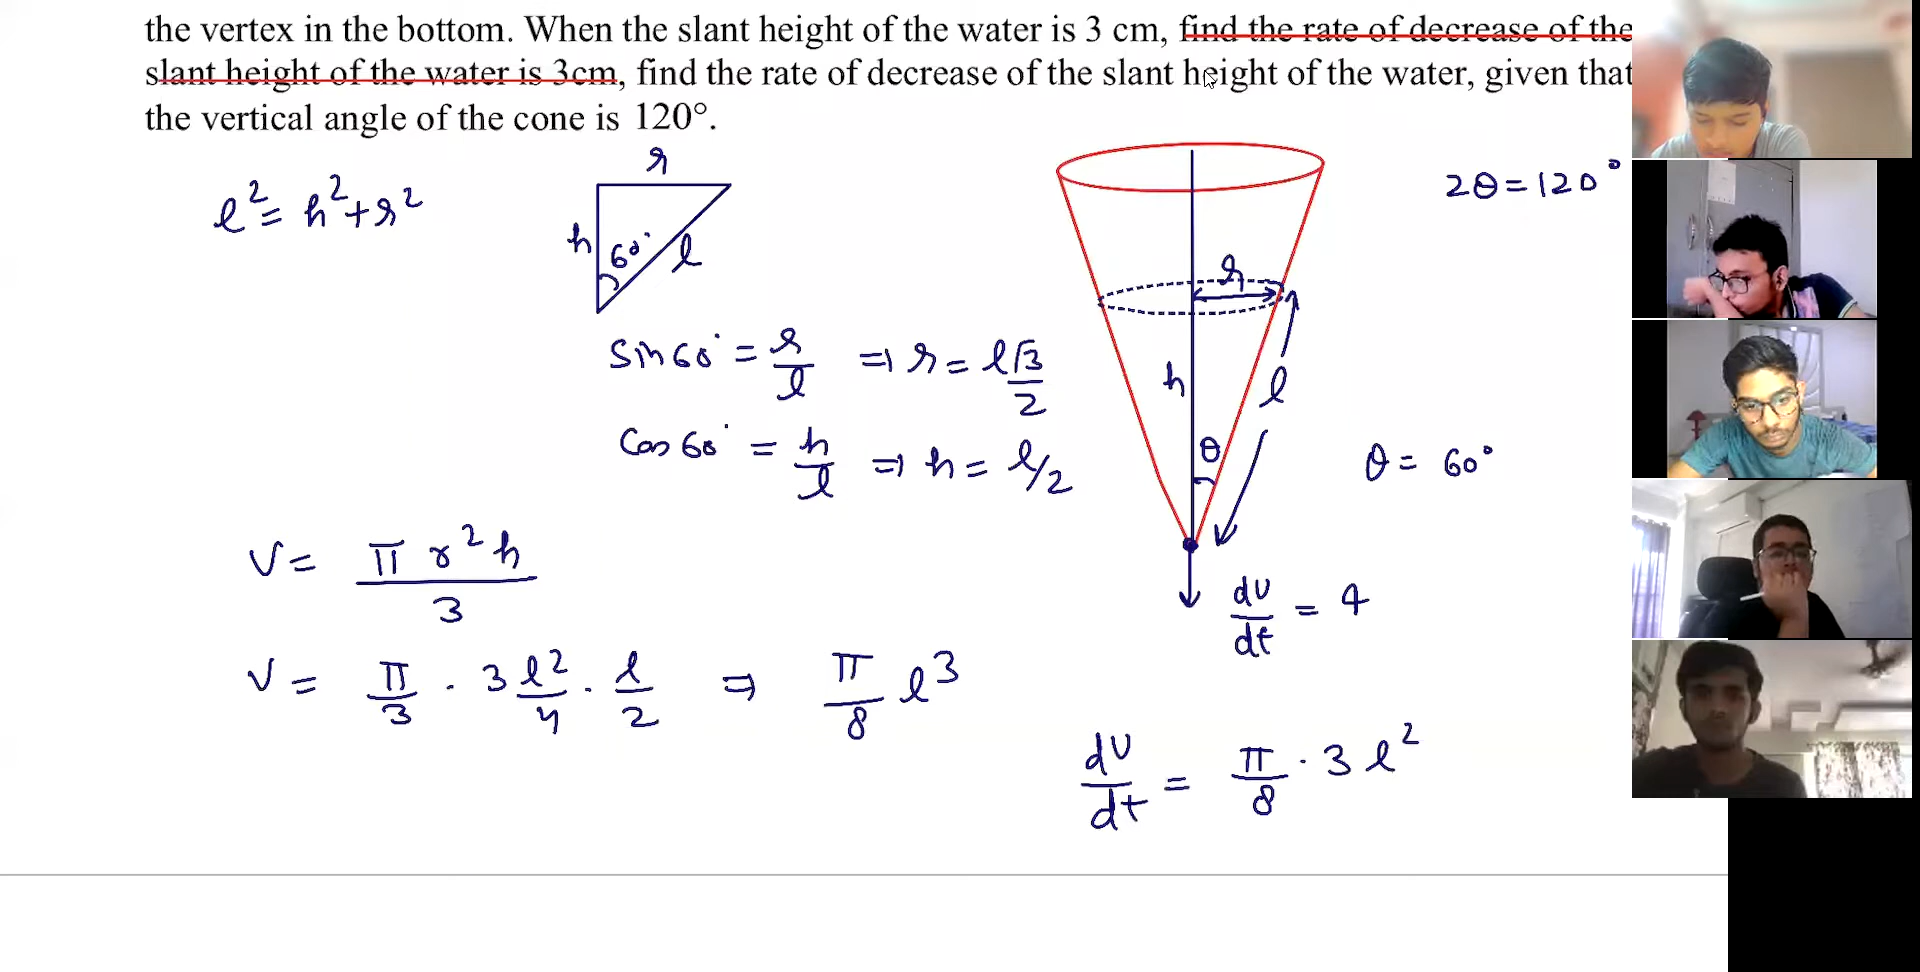 the vertex in the bottom. When the slant height of the water is 3 cm, find the rate of decrease of the
slant height of the water is 3cm, find the rate of decrease of the slant height of the water, given that
the vertical angle of the cone is 120°.
l² = h² + r²
r
h
60°
l
2θ = 120°
r
h
l
θ
sin 60° = r/l ⇒ r = l√3/2
Cos 60° = h/l ⇒ h = l/2
θ = 60°
V = πr²h/3
dv/dt = 4
V = π/3 · 3l²/4 · l/2 ⇒ π/8 l³
dv/dt = π/8 · 3l²